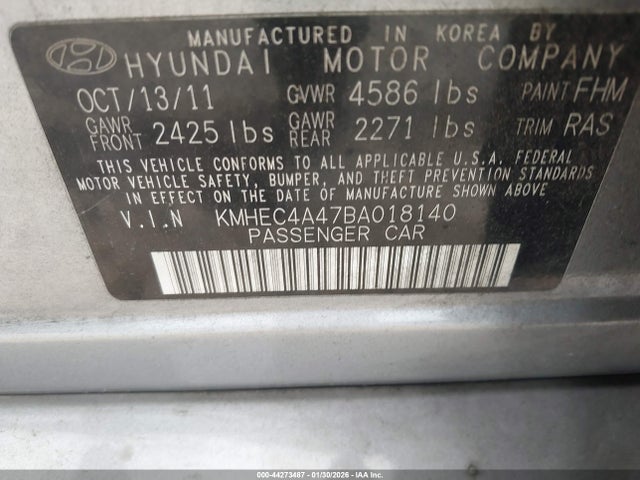 MANUFACTURED IN KOREA BY
HYUNDAI MOTOR COMPANY
OCT/13/11 GVWR 4586 lbs PAINT FHM
GAWR FRONT 2425 lbs GAWR REAR 2271 lbs TRIM RAS
THIS VEHICLE CONFORMS TO ALL APPLICABLE U.S.A. FEDERAL
MOTOR VEHICLE SAFETY, BUMPER, AND THEFT PREVENTION STANDARDS
IN EFFECT ON THE DATE OF MANUFACTURE SHOWN ABOVE.
V.I.N KMHEC4A47BA018140
PASSENGER CAR
000-44273487 - 01/30/2026 - IAA Inc.